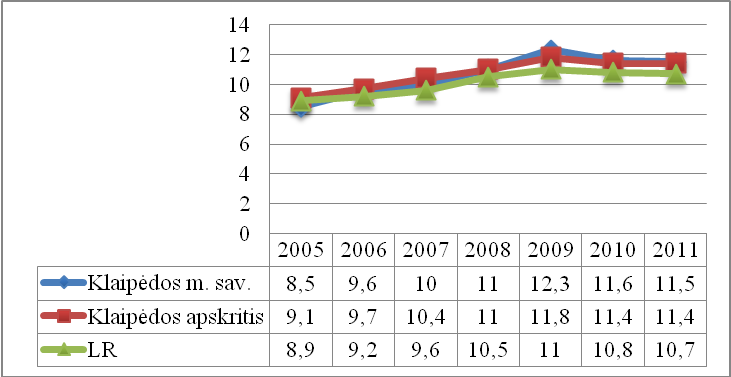 14
12
10
8
6
4
2
0
2005 2006 2007 2008 2009 2010 2011
Klaipėdos m. sav. 8,5 9,6 10 11 12,3 11,6 11,5
Klaipėdos apskritis 9,1 9,7 10,4 11 11,8 11,4 11,4
LR 8,9 9,2 9,6 10,5 11 10,8 10,7